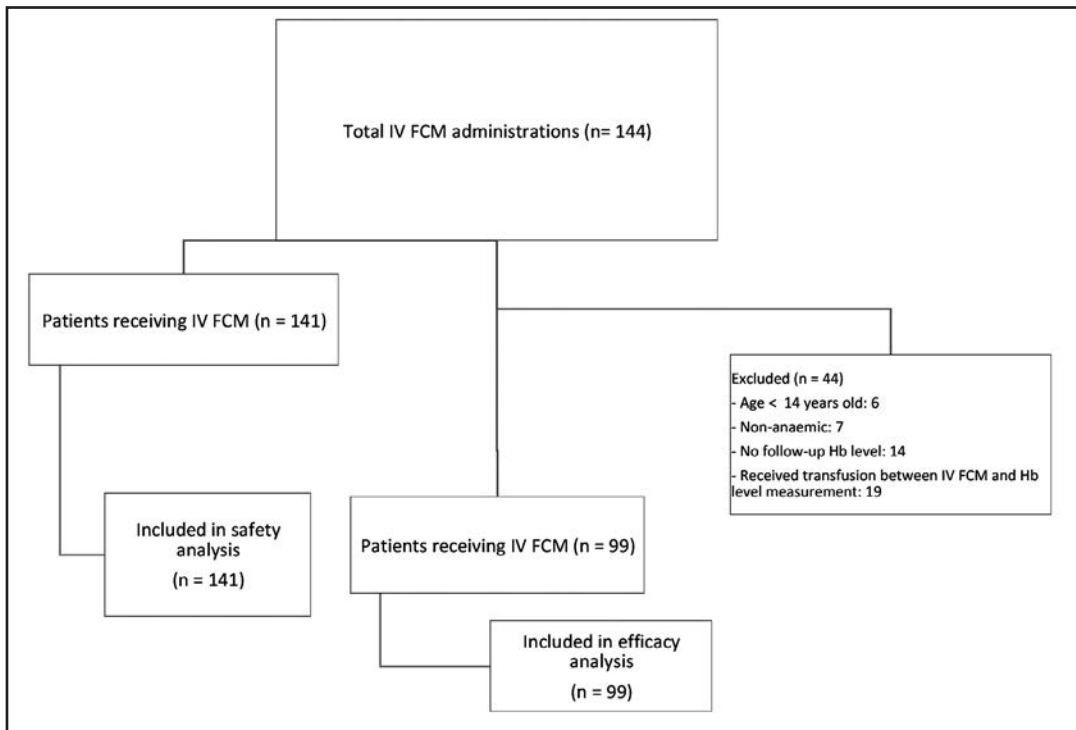 Total IV FCM administrations (n= 144)
Patients receiving IV FCM (n = 141)
Excluded (n = 44)
- Age < 14 years old: 6
- Non-anaemic: 7
- No follow-up Hb level: 14
- Received transfusion between IV FCM and Hb
level measurement: 19
Included in safety
analysis
(n = 141)
Patients receiving IV FCM (n = 99)
Included in efficacy
analysis
(n = 99)